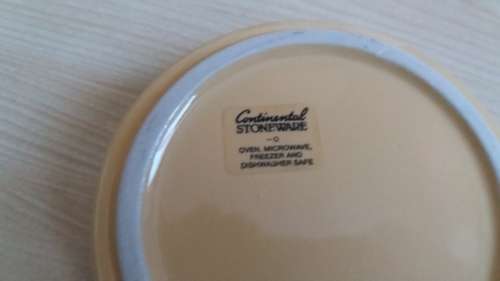 Continental
STONEWARE
OVEN, MICROWAVE,
FREEZER AND
DISHWASHER SAFE